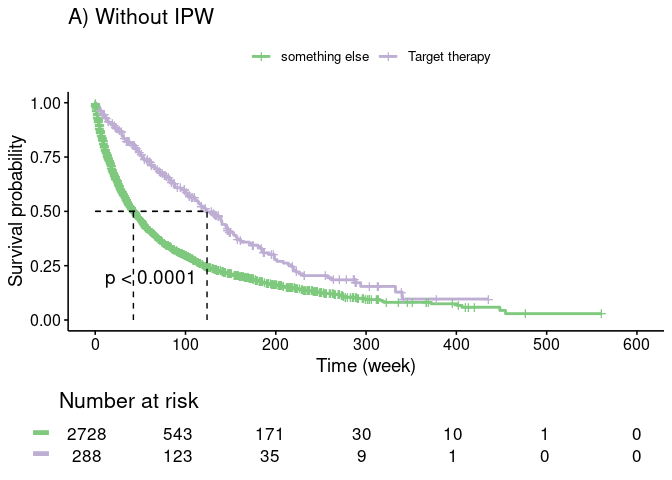 A) Without IPW
something else Target therapy
Survival probability
1.00
0.75
0.50
0.25
0.00
p < 0.0001
0 100 200 300 400 500 600
Time (week)
Number at risk
2728 543 171 30 10 1 0
288 123 35 9 1 0 0